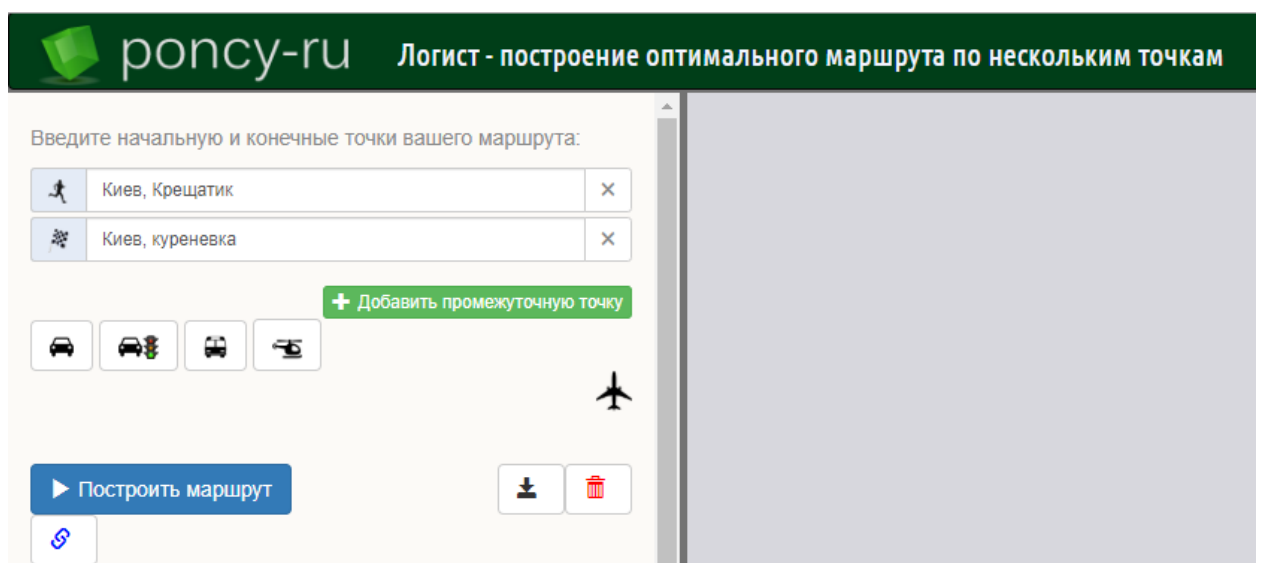 poncy-ru Логист - построение оптимального маршрута по нескольким точкам
Введите начальную и конечные точки вашего маршрута:
Киев, Крещатик
Киев, куреневка
Добавить промежуточную точку
Построить маршрут